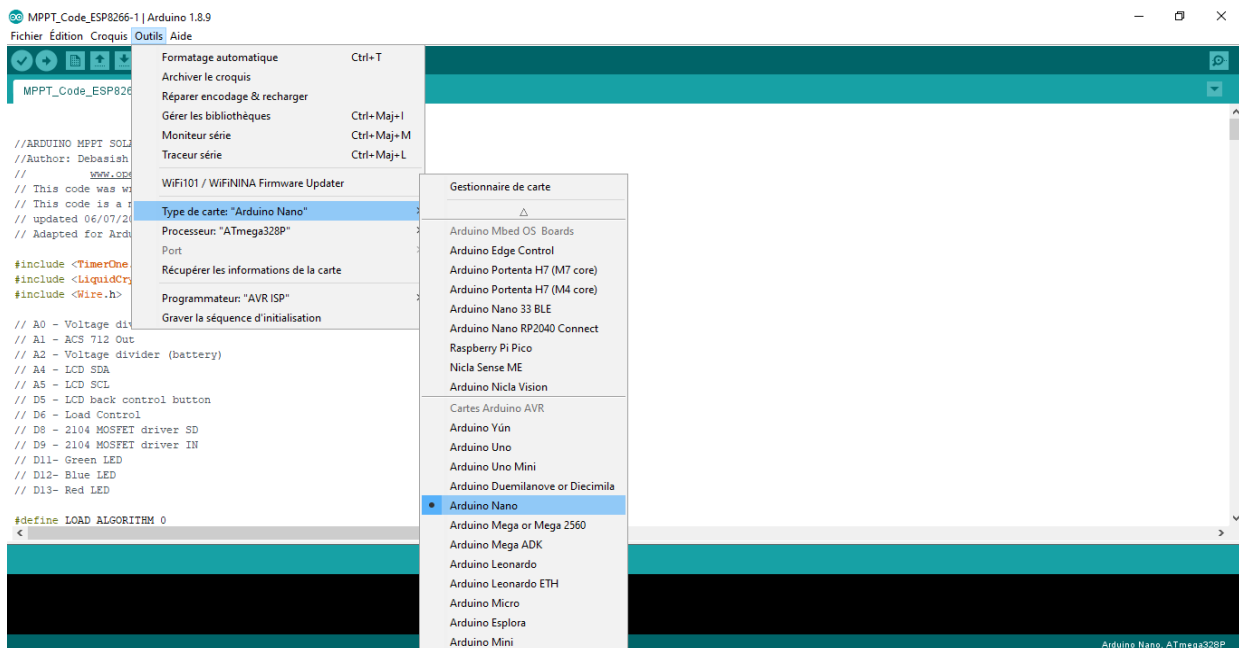 MPPT_Code_ESP8266-1 | Arduino 1.8.9
Fichier Édition Croquis Outils Aide
MPPT_Code_ESP826
Formatage automatique Ctrl+T
Archiver le croquis
Réparer encodage & recharger
Gérer les bibliothèques Ctrl+Maj+I
Moniteur série Ctrl+Maj+M
Traceur série Ctrl+Maj+L
WiFi101 / WiFiNINA Firmware Updater
Type de carte: "Arduino Nano"
Processeur: "ATmega328P"
Port
Récupérer les informations de la carte
Programmateur: "AVR ISP"
Graver la séquence d'initialisation
Gestionnaire de carte
Arduino Mbed OS Boards
Arduino Edge Control
Arduino Portenta H7 (M7 core)
Arduino Portenta H7 (M4 core)
Arduino Nano 33 BLE
Arduino Nano RP2040 Connect
Raspberry Pi Pico
Nicla Sense ME
Arduino Nicla Vision
Cartes Arduino AVR
Arduino Yún
Arduino Uno
Arduino Uno Mini
Arduino Duemilanove or Diecimila
Arduino Nano
Arduino Mega or Mega 2560
Arduino Mega ADK
Arduino Leonardo
Arduino Leonardo ETH
Arduino Micro
Arduino Esplora
Arduino Mini
//ARDUINO MPPT SOL
//Author: Debasish
// www.ope
// This code was w
// This code is a
// updated 06/07/20
// Adapted for Ardu
#include <TimerOne
#include <LiquidCry
#include <Wire.h>
// A0 - Voltage div
// A1 - ACS 712 Out
// A2 - Voltage divider (battery)
// A4 - LCD SDA
// A5 - LCD SCL
// D5 - LCD back control button
// D6 - Load Control
// D8 - 2104 MOSFET driver SD
// D9 - 2104 MOSFET driver IN
// D11- Green LED
// D12- Blue LED
// D13- Red LED
#define LOAD_ALGORITHM 0
Arduino Nano, ATmega328P